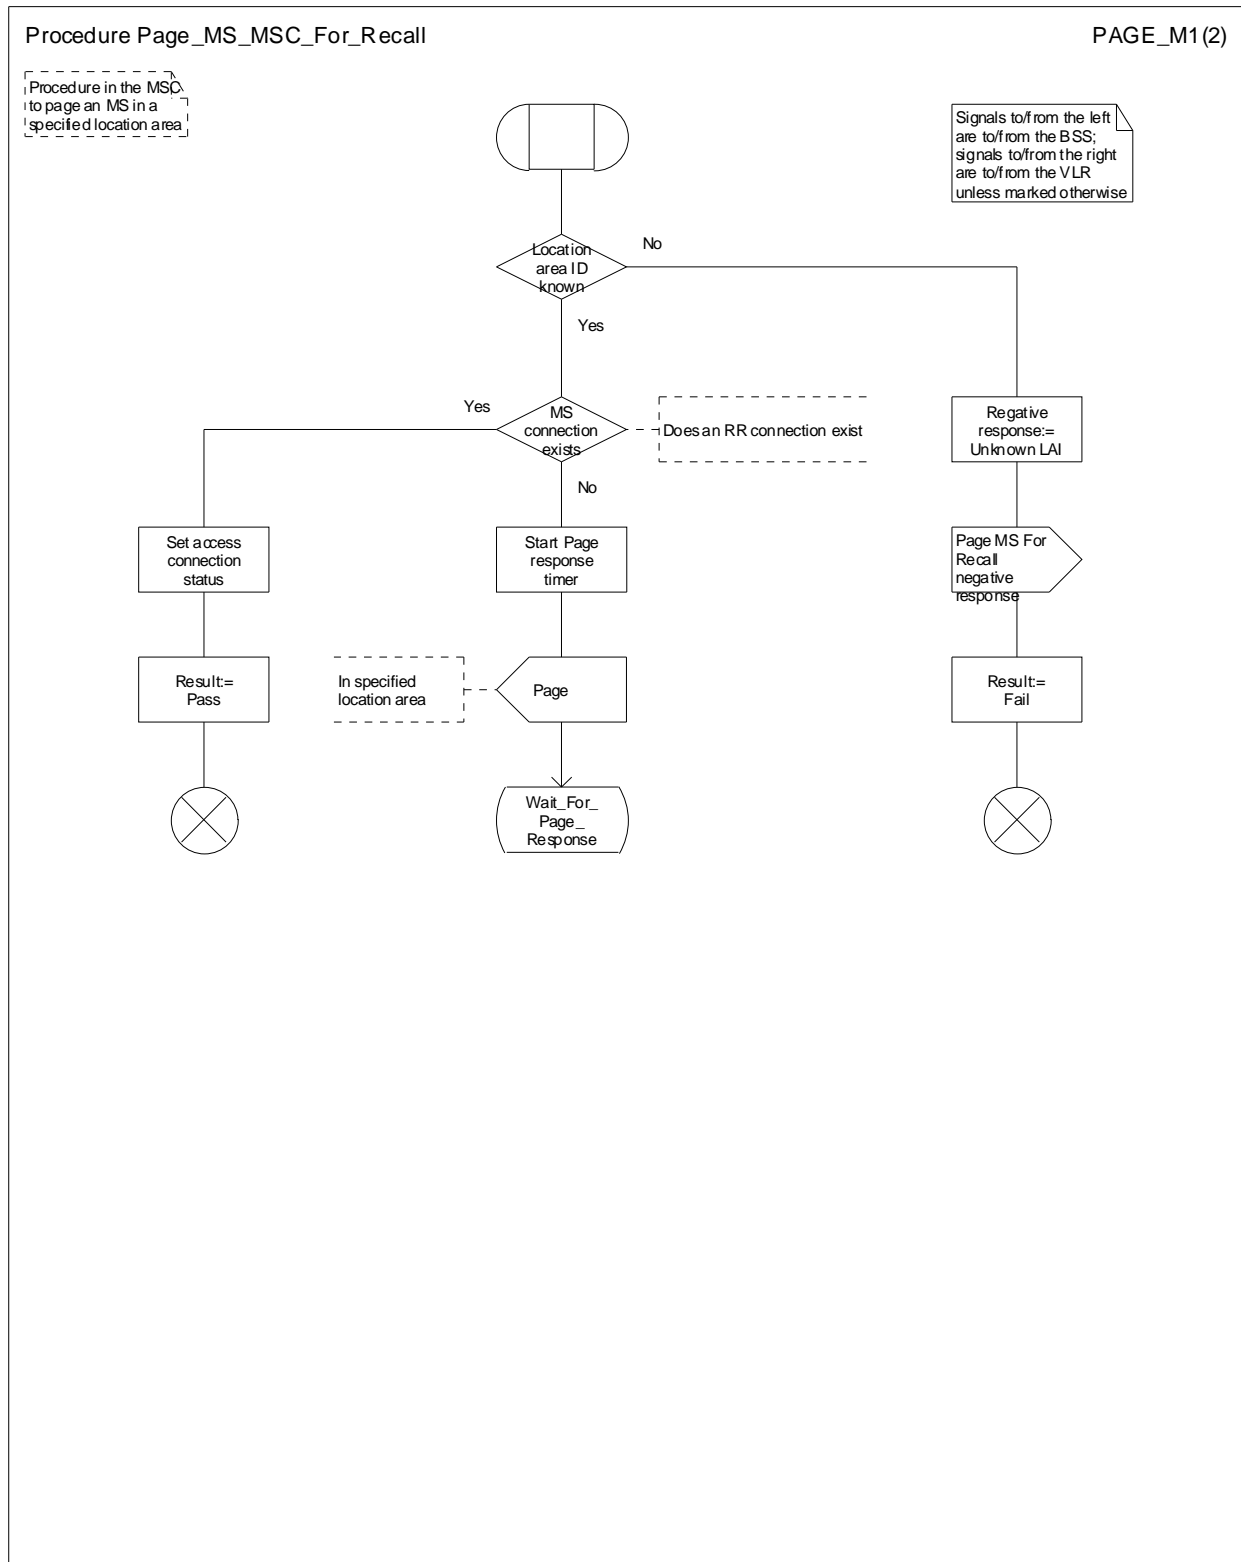 Procedure Page_MS_MSC_For_Recall
PAGE_M1(2)
Procedure in the MSC
to page an MS in a
specified location area
Signals to/from the left
are to/from the BSS;
signals to/from the right
are to/from the VLR
unless marked otherwise
Location
area ID
known
No
Yes
MS
connection
exists
Yes
Does an RR connection exist
No
Regative
response:=
Unknown LAI
Set access
connection
status
Start Page
response
timer
Page MS For
Recall
negative
response
Result:=
Pass
In specified
location area
Page
Result:=
Fail
Wait_For_
Page_
Response